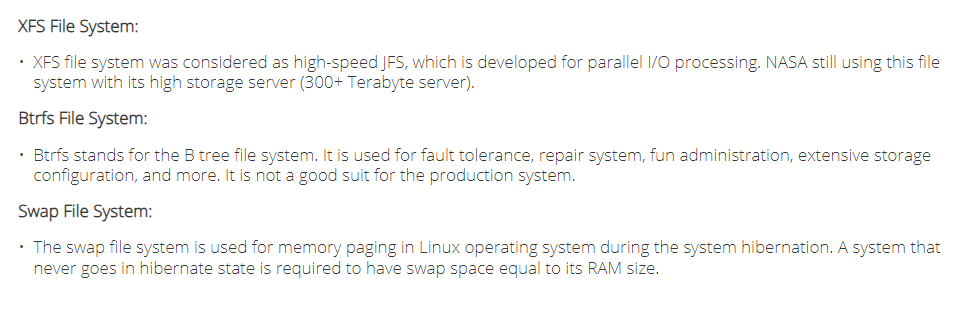 XFS File System:
• XFS file system was considered as high-speed JFS, which is developed for parallel I/O processing. NASA still using this file
system with its high storage server (300+ Terabyte server).
Btrfs File System:
• Btrfs stands for the B tree file system. It is used for fault tolerance, repair system, fun administration, extensive storage
configuration, and more. It is not a good suit for the production system.
Swap File System:
• The swap file system is used for memory paging in Linux operating system during the system hibernation. A system that
never goes in hibernate state is required to have swap space equal to its RAM size.